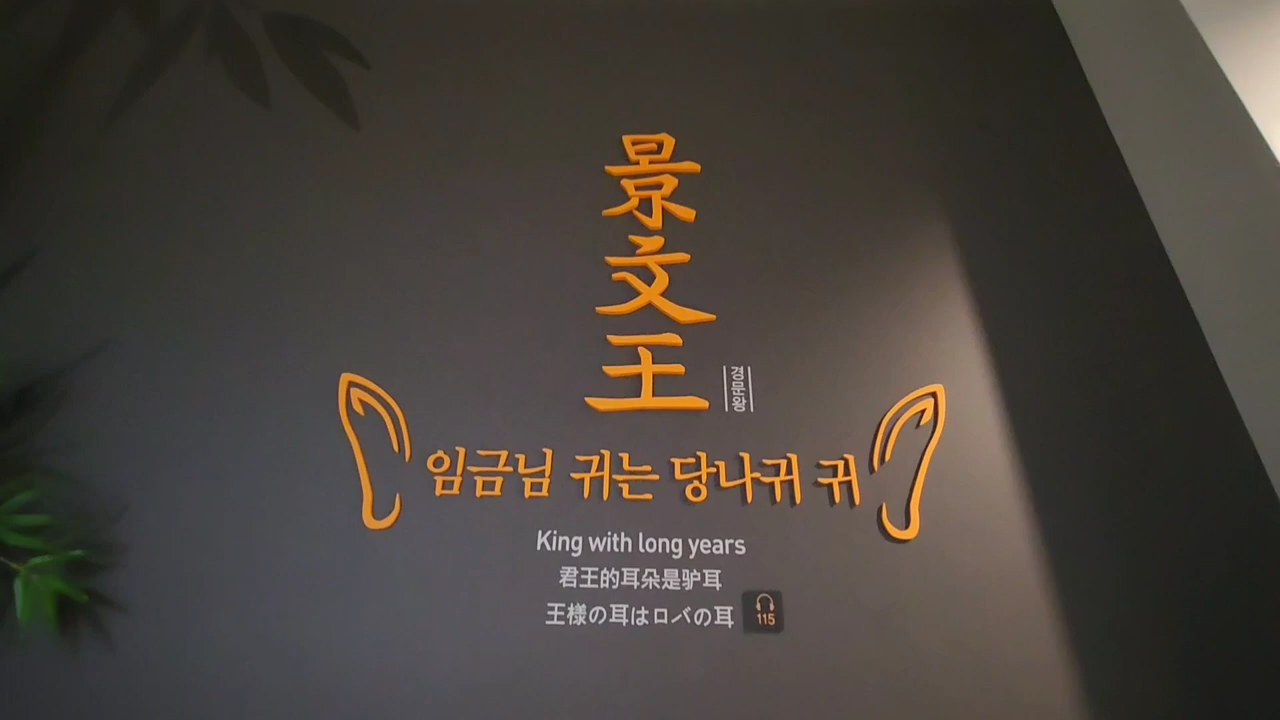 景文王
경문왕
임금님 귀는 당나귀 귀
King with long years
君王的耳朵是驴耳
王様の耳はロバの耳
115